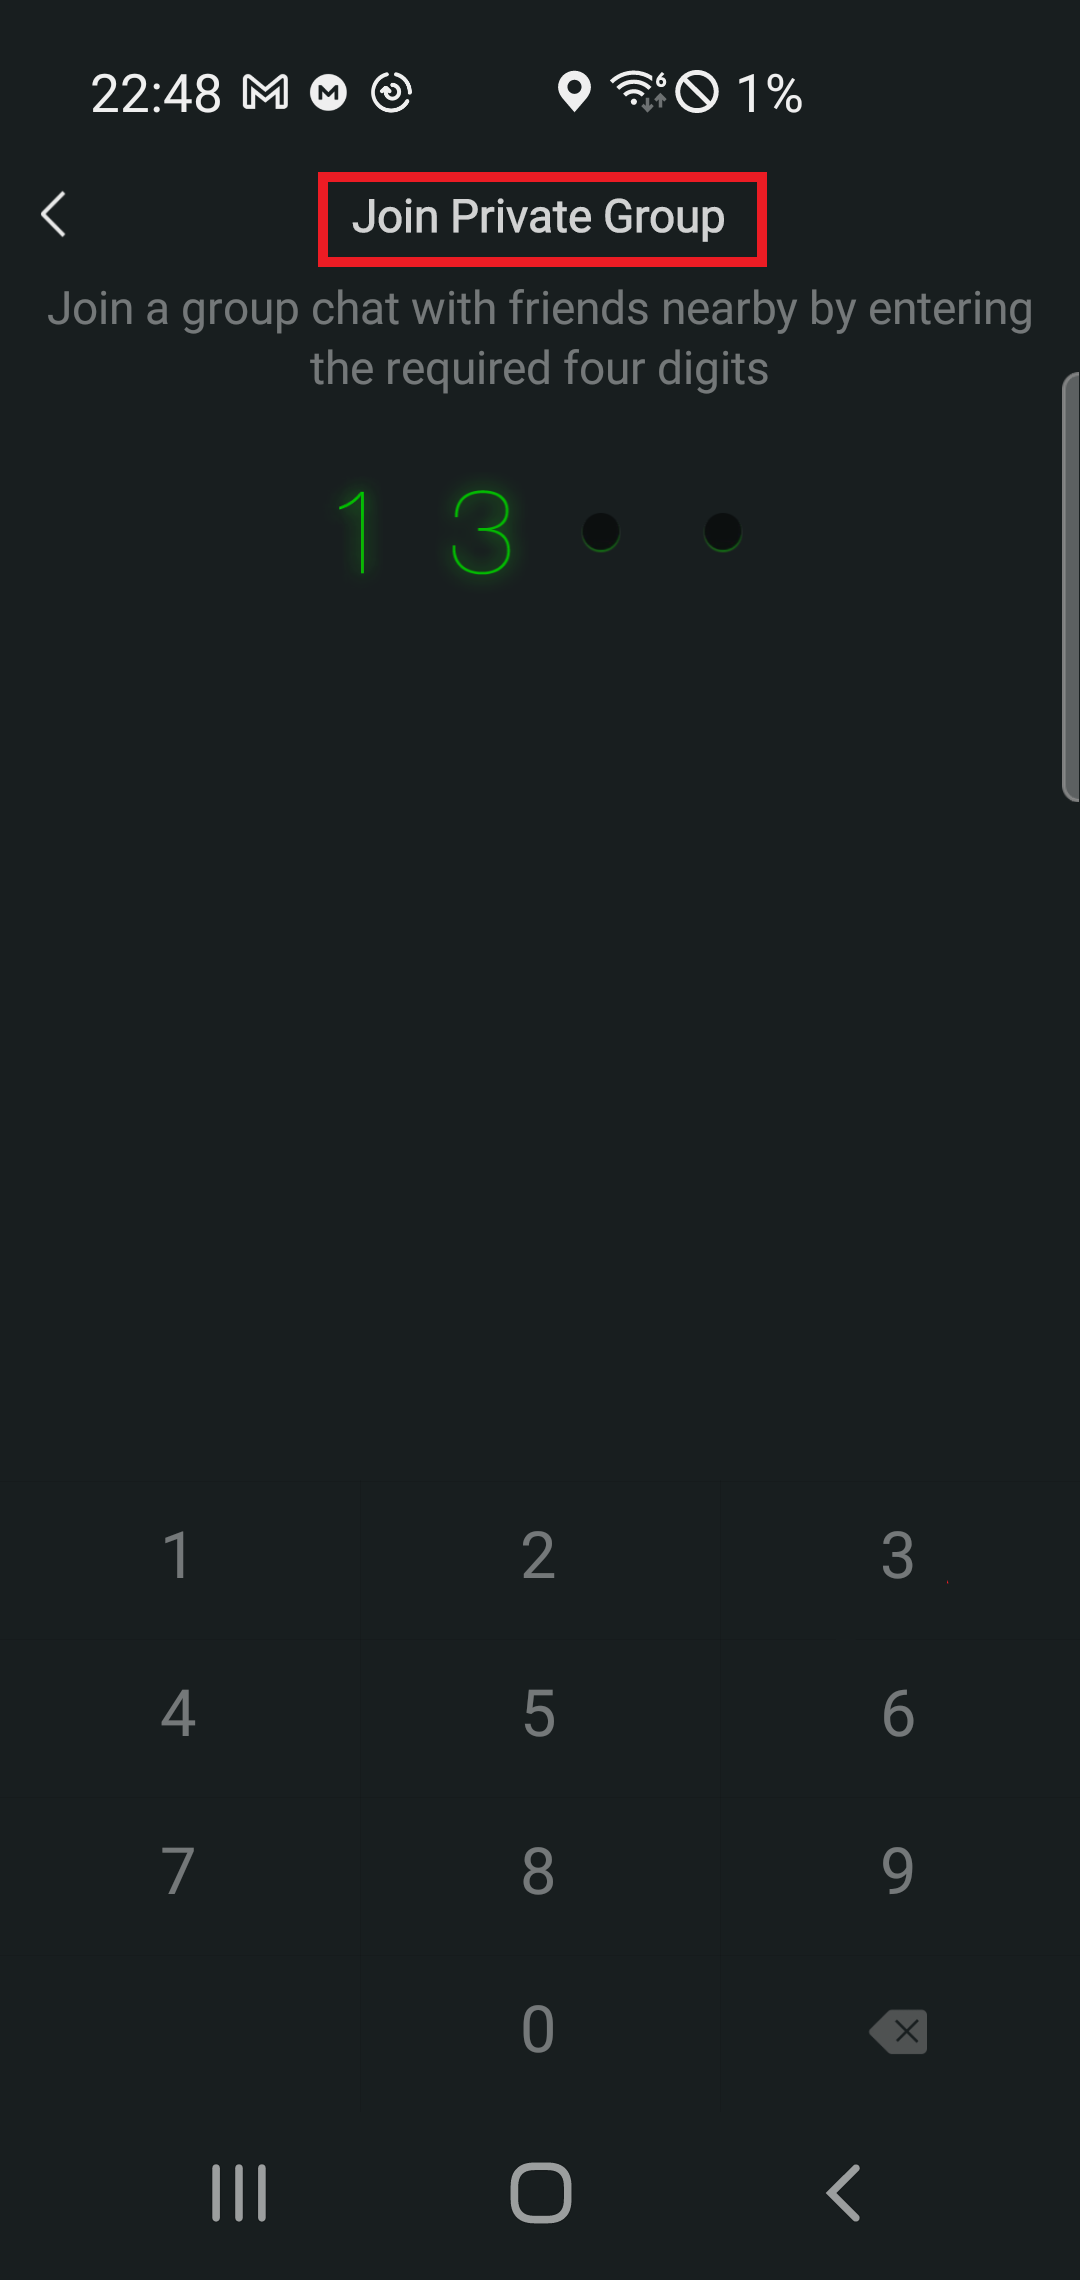 22:48 1%
Join Private Group
Join a group chat with friends nearby by entering
the required four digits
1 3
1 2 3
4 5 6
7 8 9
0